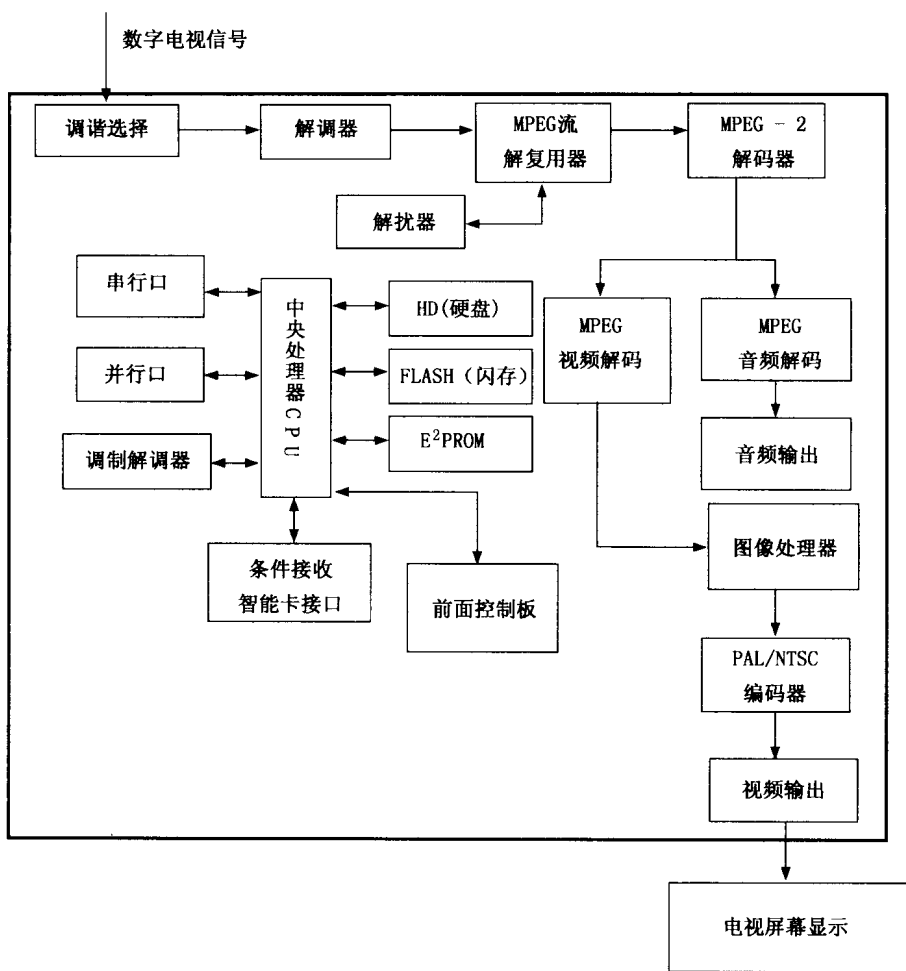 数字电视信号
调谐选择
解调器
MPEG流
解复用器
MPEG - 2
解码器
解扰器
串行口
并行口
调制解调器
中央处理器CPU
HD(硬盘)
FLASH（闪存）
E²PROM
条件接收
智能卡接口
前面控制板
MPEG
视频解码
MPEG
音频解码
音频输出
图像处理器
PAL/NTSC
编码器
视频输出
电视屏幕显示